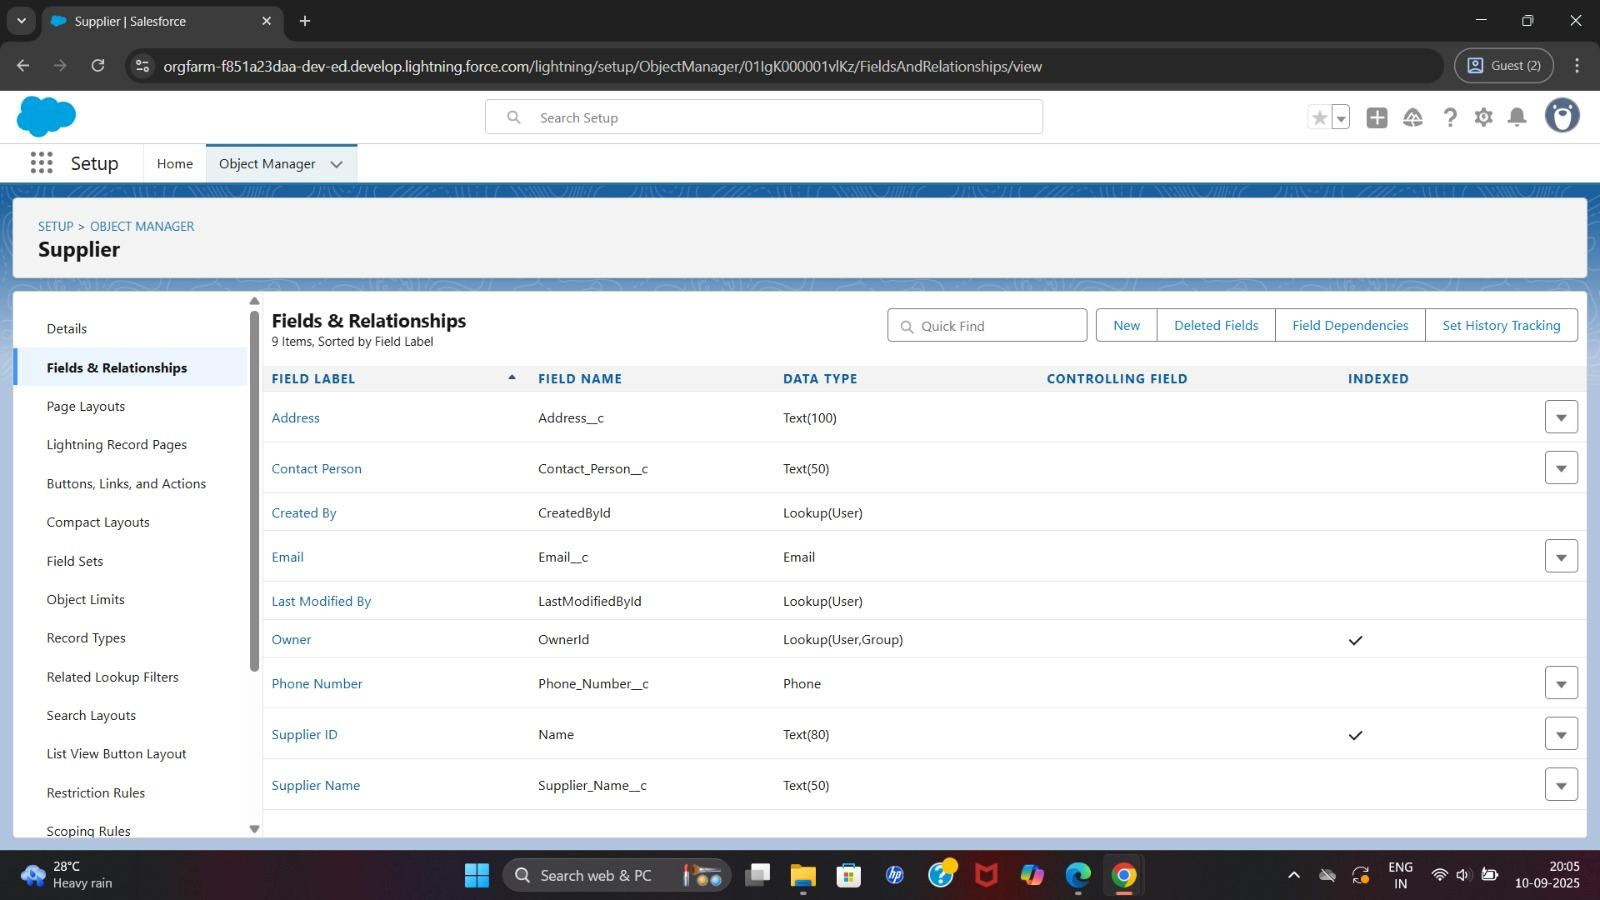 Supplier | Salesforce
orgfarm-f851a23daa-dev-ed.develop.lightning.force.com/lightning/setup/ObjectManager/01IgK000001vlKz/FieldsAndRelationships/view
Guest (2)
Search Setup
Setup
Home
Object Manager
SETUP > OBJECT MANAGER
Supplier
Details
Fields & Relationships
Page Layouts
Lightning Record Pages
Buttons, Links, and Actions
Compact Layouts
Field Sets
Object Limits
Record Types
Related Lookup Filters
Search Layouts
List View Button Layout
Restriction Rules
Scoping Rules
Fields & Relationships
9 Items, Sorted by Field Label
Quick Find
New
Deleted Fields
Field Dependencies
Set History Tracking
FIELD LABEL FIELD NAME DATA TYPE CONTROLLING FIELD INDEXED
Address Address__c Text(100)
Contact Person Contact_Person__c Text(50)
Created By CreatedById Lookup(User)
Email Email__c Email
Last Modified By LastModifiedById Lookup(User)
Owner OwnerId Lookup(User,Group)
Phone Number Phone_Number__c Phone
Supplier ID Name Text(80)
Supplier Name Supplier_Name__c Text(50)
28°C
Heavy rain
Search web & PC
hp
ENG
IN
20:05
10-09-2025